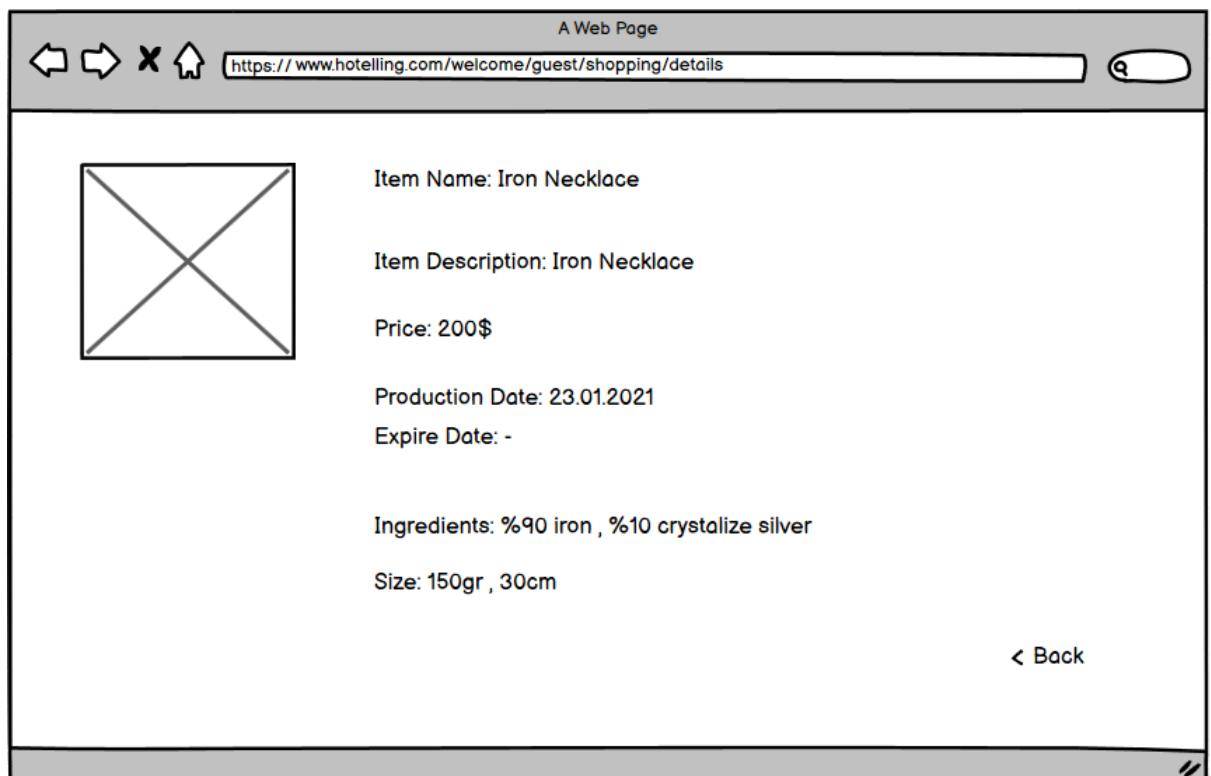 A Web Page
https:// www.hotelling.com/welcome/guest/shopping/details
Item Name: Iron Necklace
Item Description: Iron Necklace
Price: 200$
Production Date: 23.01.2021
Expire Date: -
Ingredients: %90 iron , %10 crystalize silver
Size: 150gr , 30cm
< Back